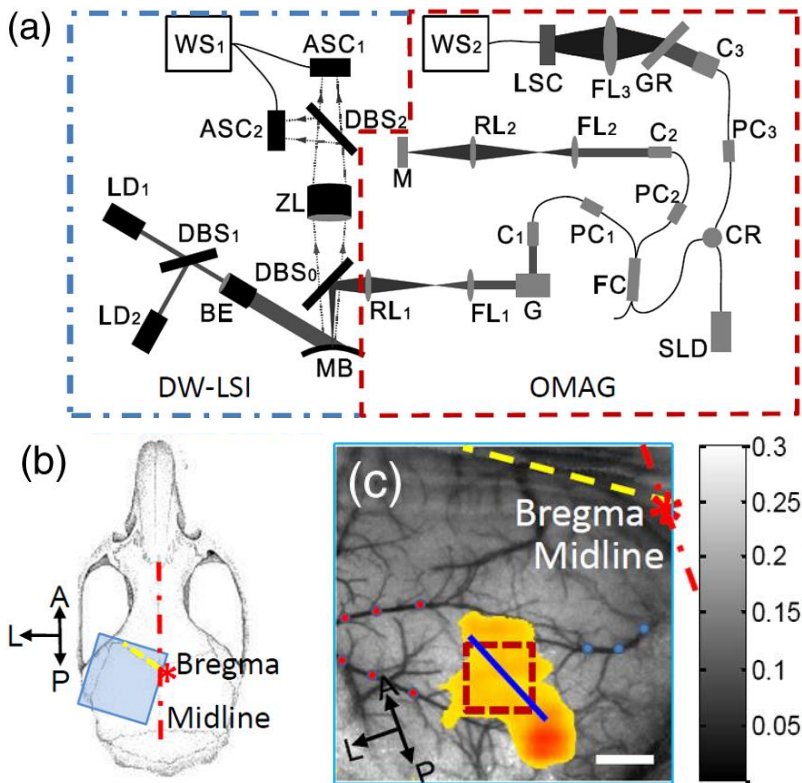 (a)
WS1
ASC1
ASC2
DBS2
ZL
LD1
DBS1
LD2
BE
DBS0
MB
DW-LSI
WS2
LSC
FL3
GR
C3
RL2
FL2
C2
M
PC3
PC2
C1
PC1
CR
FC
RL1
FL1
G
SLD
OMAG
(b)
A
L
P
Bregma
Midline
(c)
Bregma
Midline
A
L
P
0.3
0.25
0.2
0.15
0.1
0.05